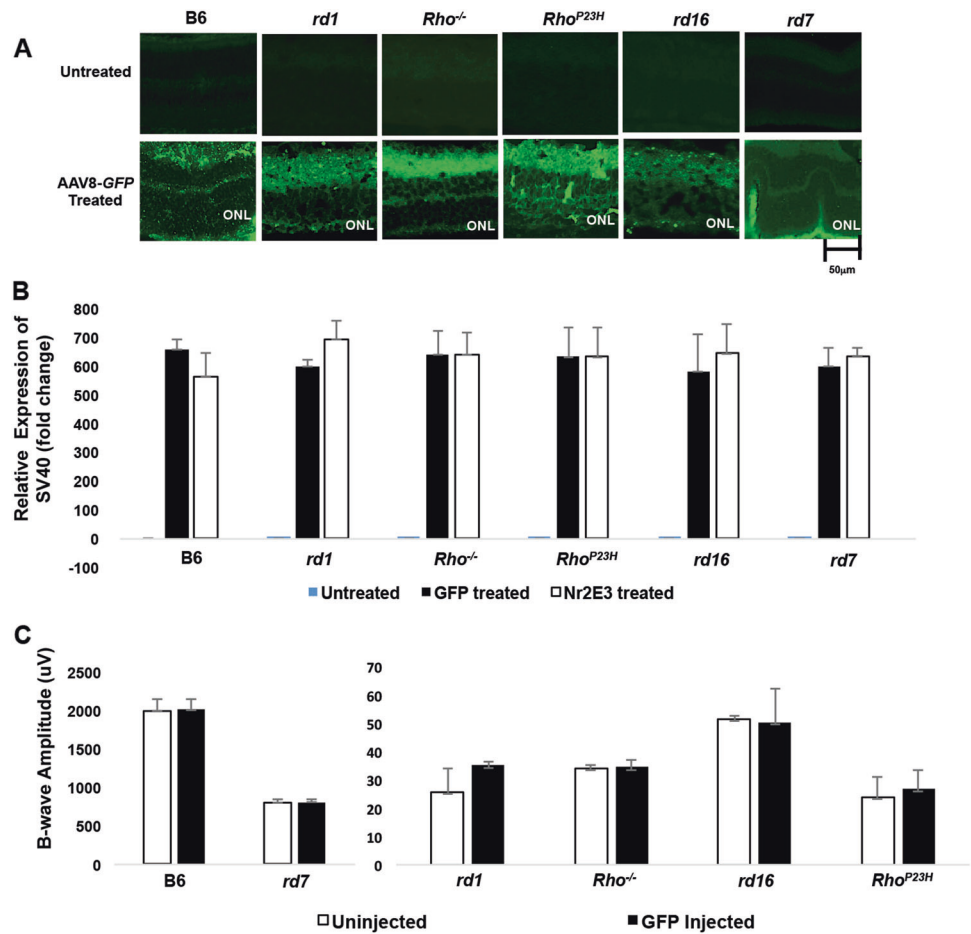 B6 rd1 Rho-/- RhoP23H rd16 rd7
A
Untreated
AAV8-GFP
Treated
ONL ONL ONL ONL ONL ONL
50μm
B
Relative Expression of
SV40 (fold change)
800
700
600
500
400
300
200
100
0
-100
B6 rd1 Rho-/- RhoP23H rd16 rd7
Untreated GFP treated Nr2E3 treated
C
B-wave Amplitude (uV)
2500
2000
1500
1000
500
0
B6 rd7
70
60
50
40
30
20
10
0
rd1 Rho-/- rd16 RhoP23H
Uninjected GFP Injected